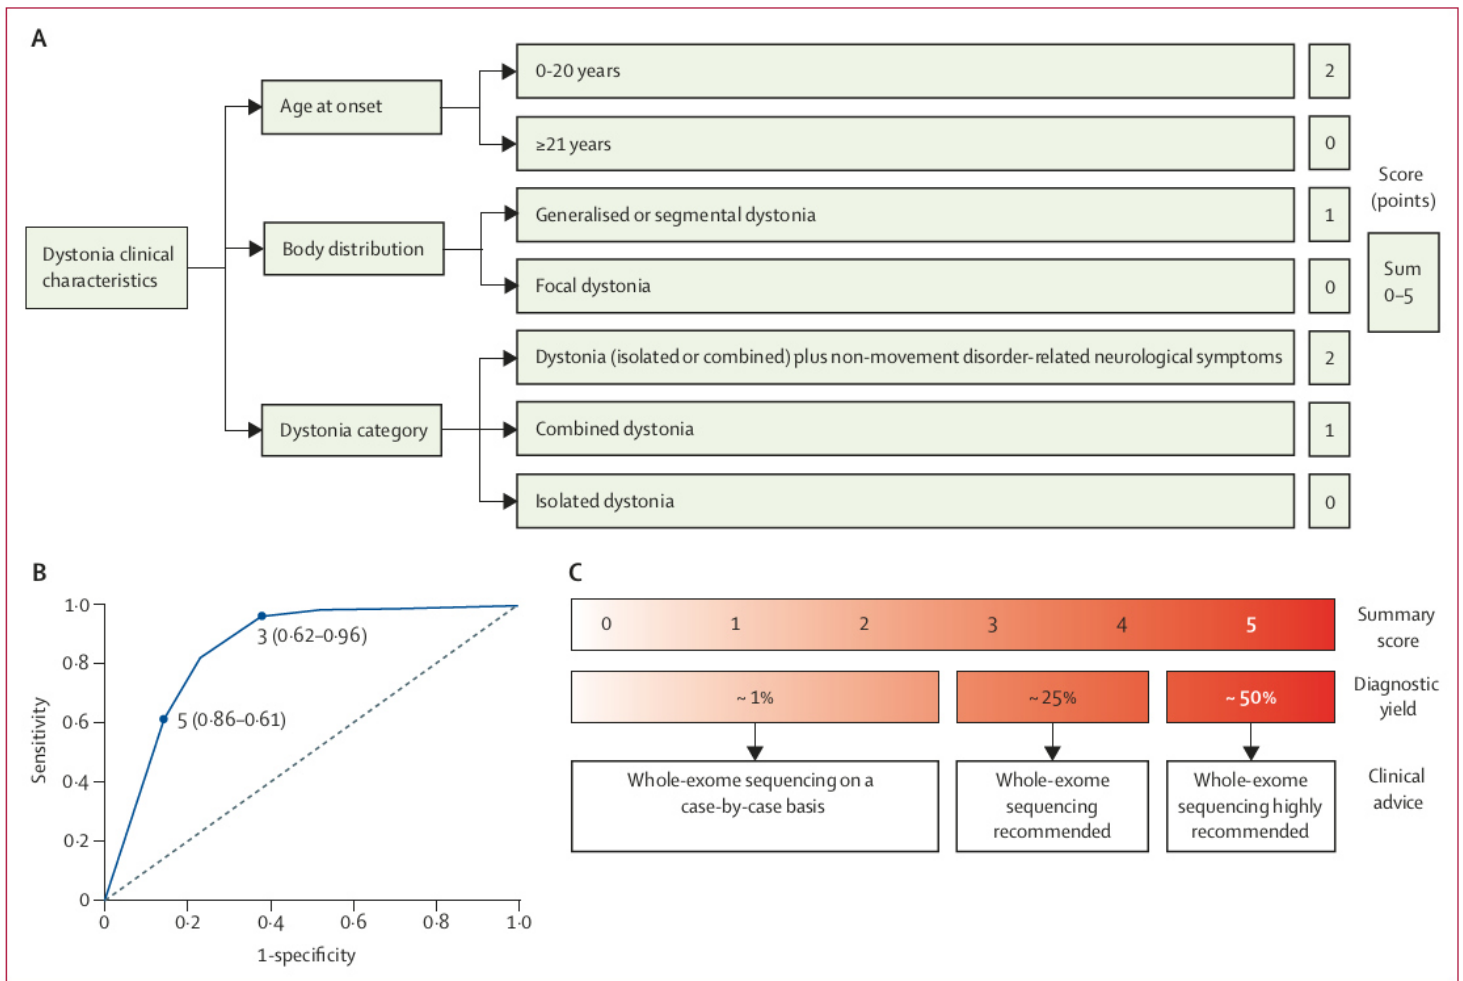 A
Dystonia clinical
characteristics
Age at onset
0-20 years
2
≥21 years
0
Body distribution
Generalised or segmental dystonia
1
Focal dystonia
0
Dystonia category
Dystonia (isolated or combined) plus non-movement disorder-related neurological symptoms
2
Combined dystonia
1
Isolated dystonia
0
Score
(points)
Sum
0–5
B
Sensitivity
1·0
0·8
0·6
0·4
0·2
0
3 (0·62–0·96)
5 (0·86–0·61)
0
0·2
0·4
0·6
0·8
1·0
1-specificity
C
0
1
2
3
4
5
Summary
score
~ 1%
~ 25%
~ 50%
Diagnostic
yield
Whole-exome sequencing on a
case-by-case basis
Whole-exome
sequencing
recommended
Whole-exome
sequencing highly
recommended
Clinical
advice